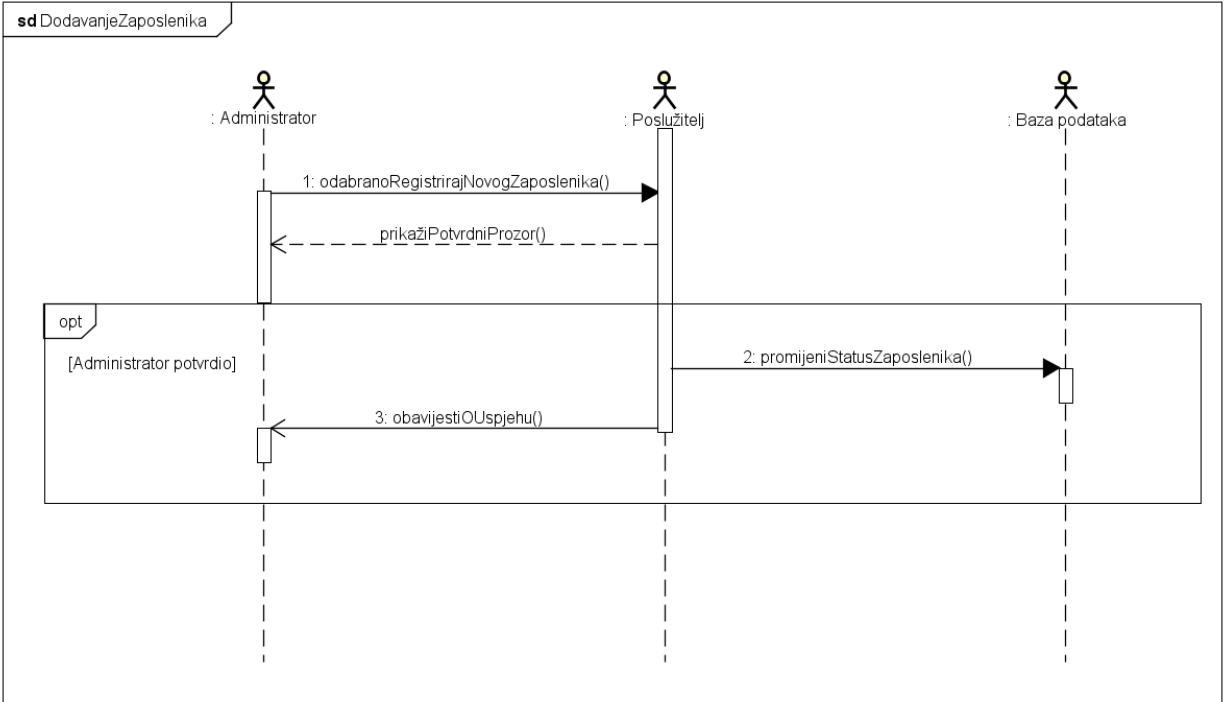 sd DodavanjeZaposlenika
: Administrator
: Poslužitelj
: Baza podataka
1: odabranoRegistrirajNovogZaposlenika()
prikažiPotvrdniProzor()
opt
[Administrator potvrdio]
2: promijeniStatusZaposlenika()
3: obavijestiOUspjehu()